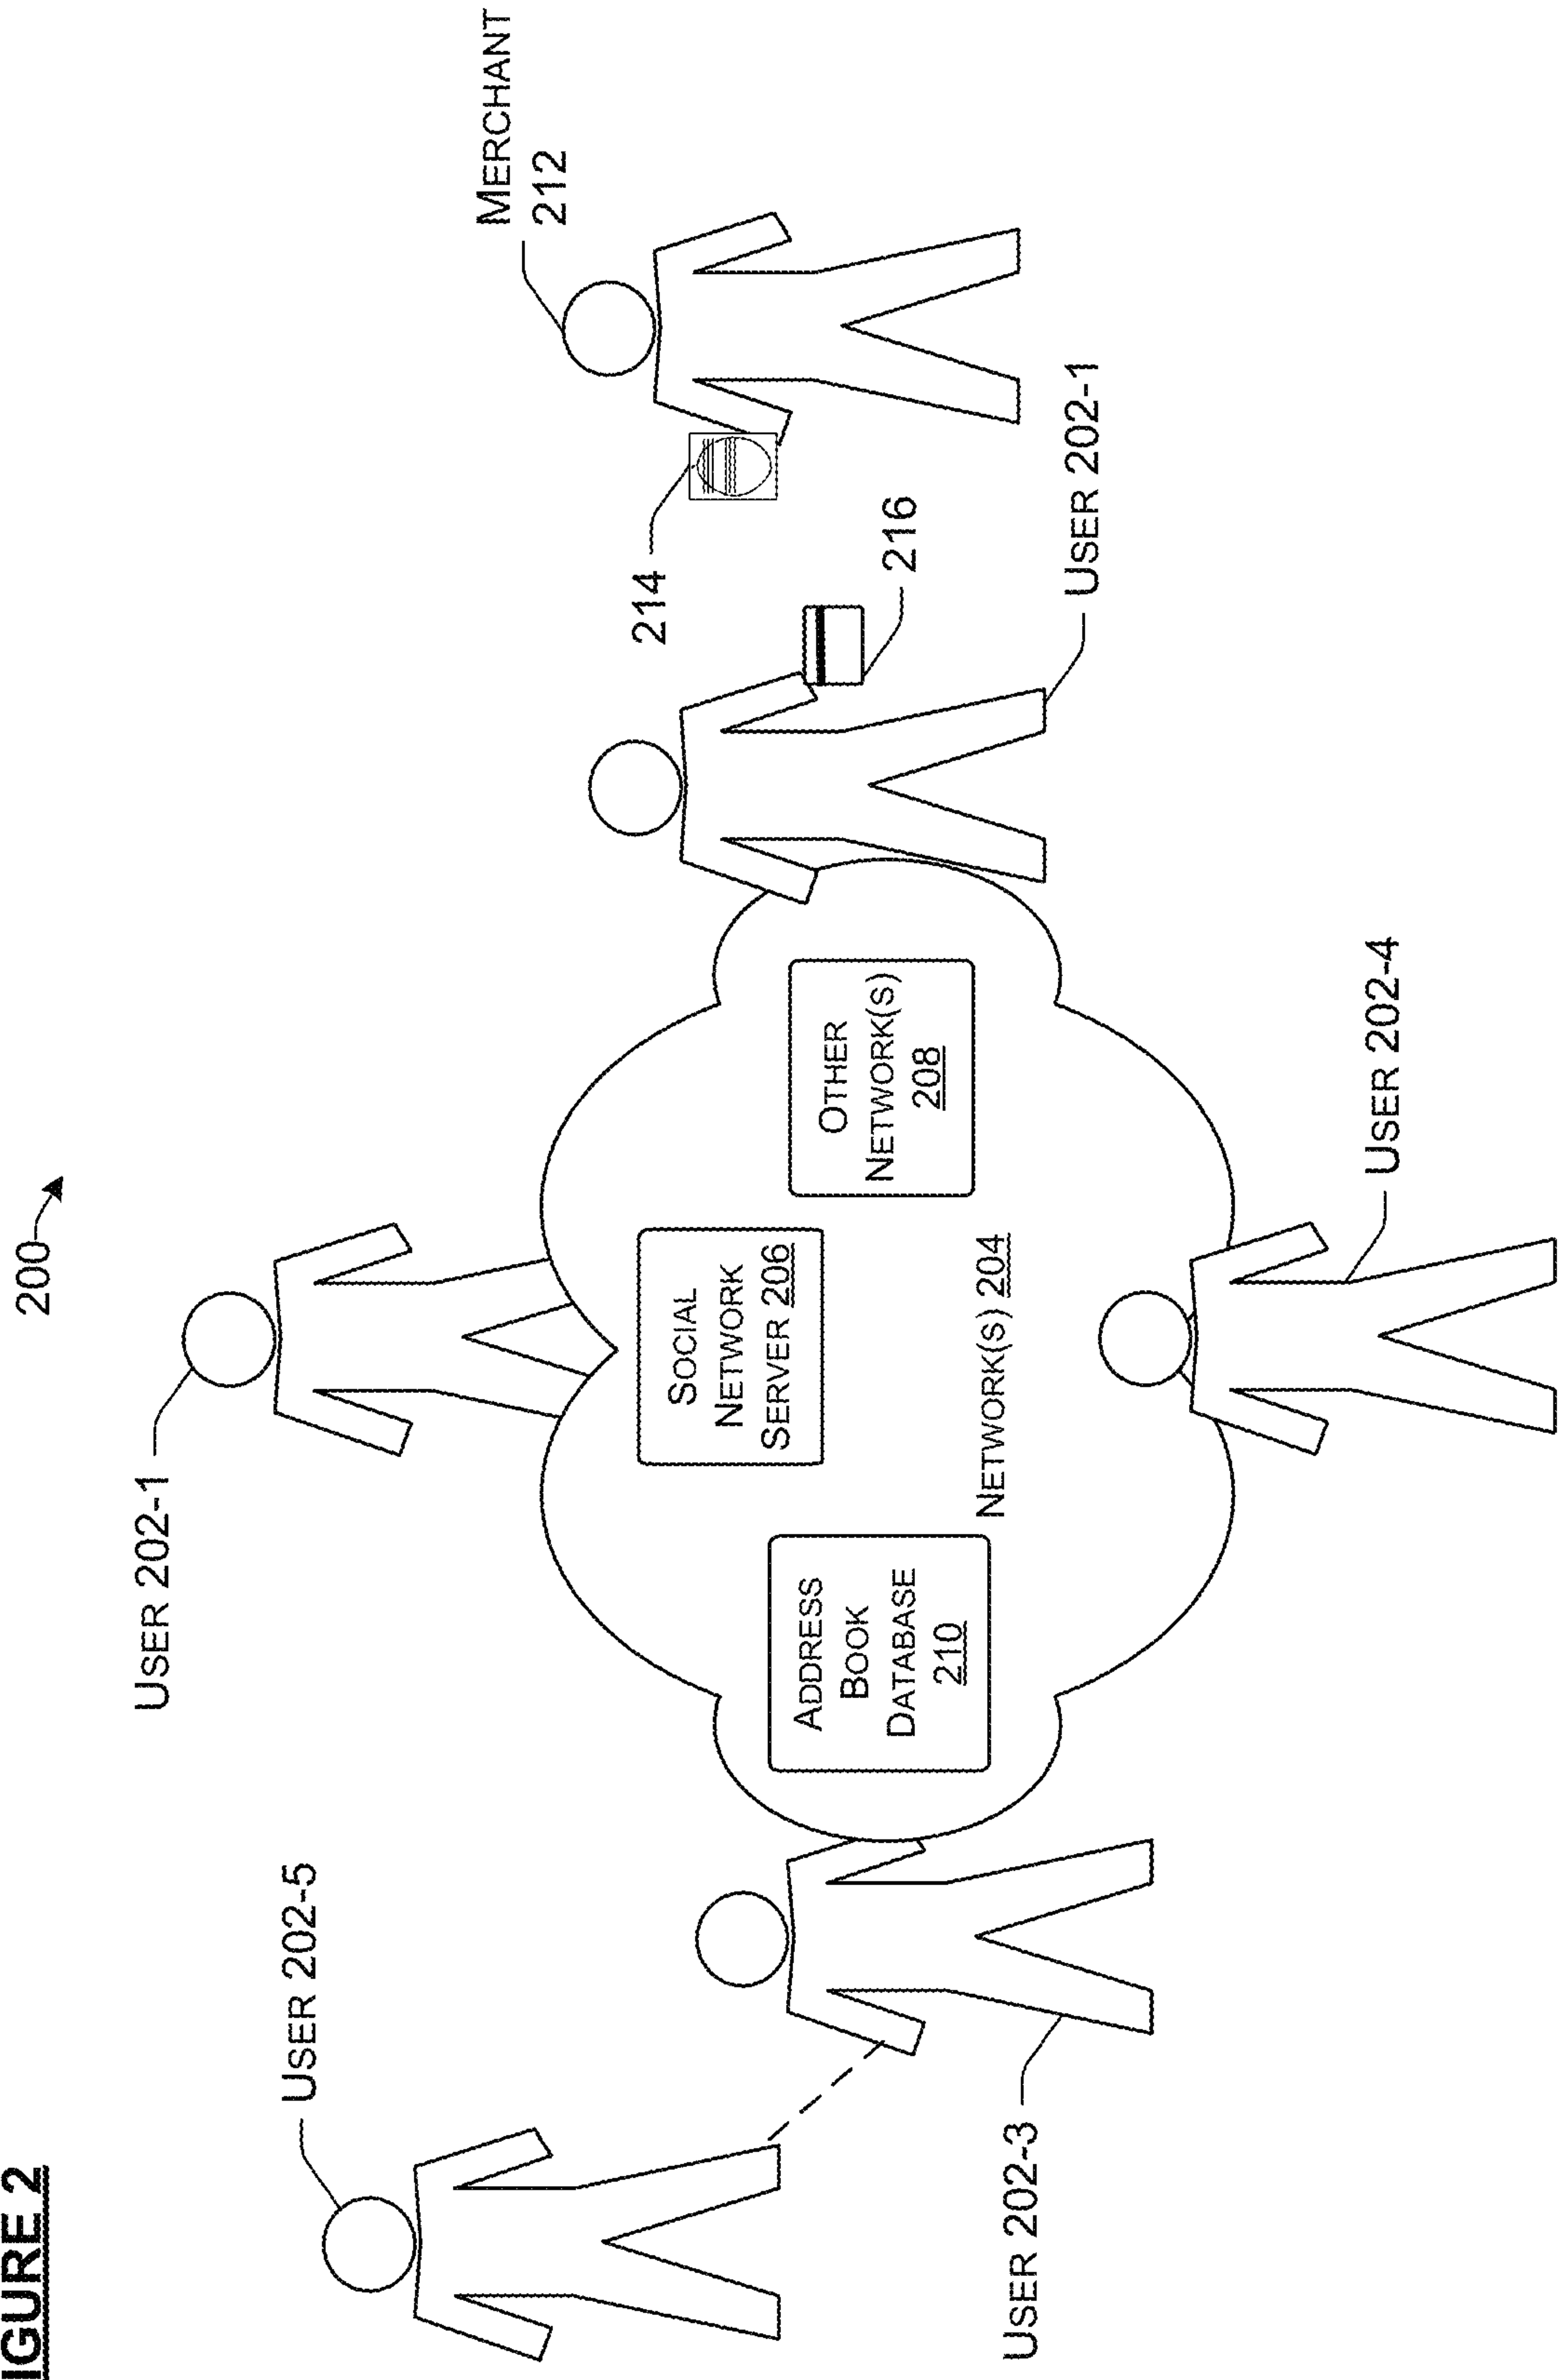 IGURE 2
200
USER 202-1
USER 202-5
MERCHANT
212
214
SOCIAL
NETWORK
SERVER 206
OTHER
NETWORK(S)
208
ADDRESS
BOOK
DATABASE
210
216
NETWORK(S) 204
USER 202-3
USER 202-1
USER 202-4